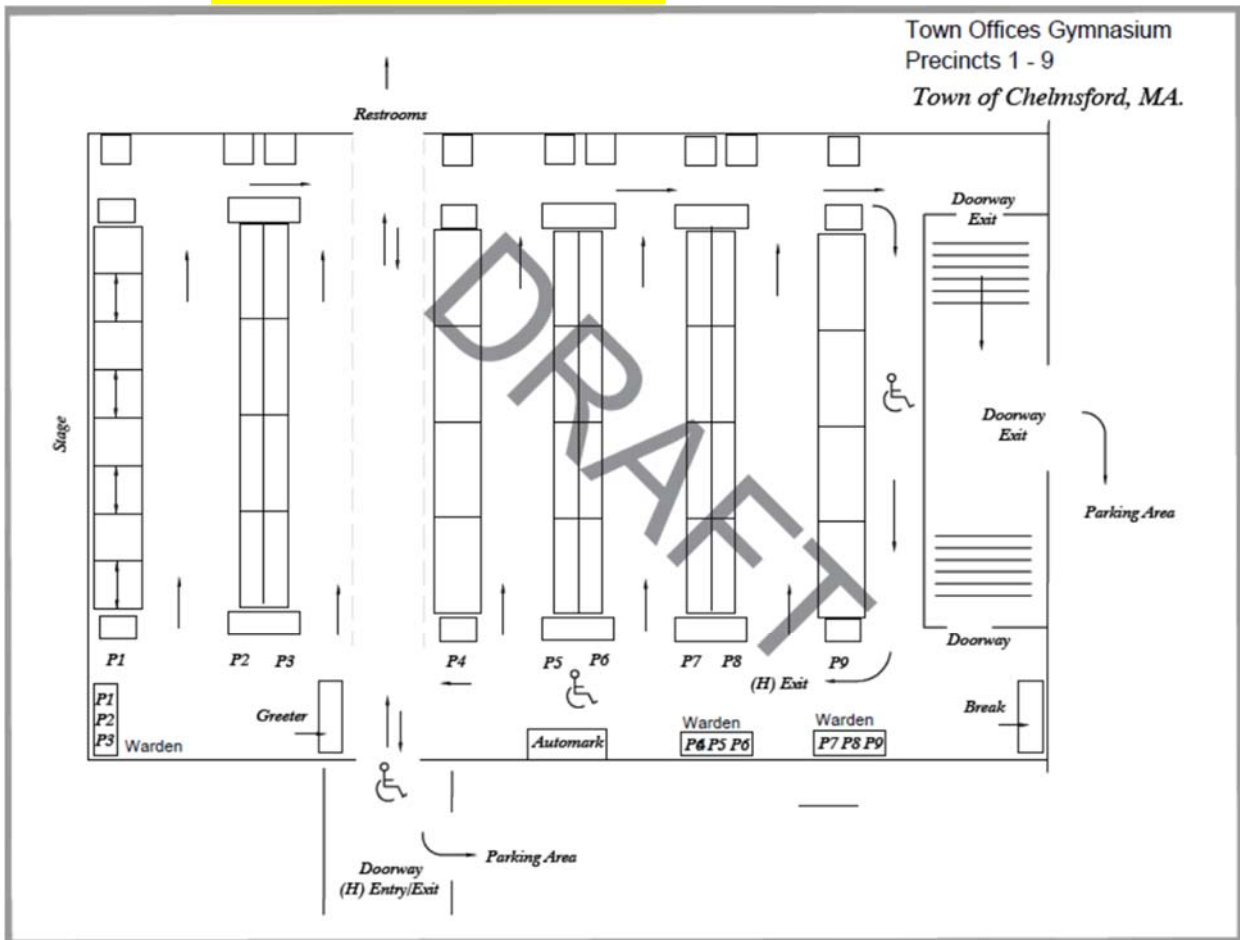 Town Offices Gymnasium
Precincts 1 - 9
Town of Chelmsford, MA.
Restrooms
Doorway
Exit
Stage
DRAFT
Doorway
Exit
Parking Area
Doorway
P1
P2 P3
P4
P5 P6
P7 P8
P9
(H) Exit
P1
P2
P3
Warden
Greeter
Automark
Warden
P4 P5 P6
Warden
P7 P8 P9
Break
Parking Area
Doorway
(H) Entry/Exit